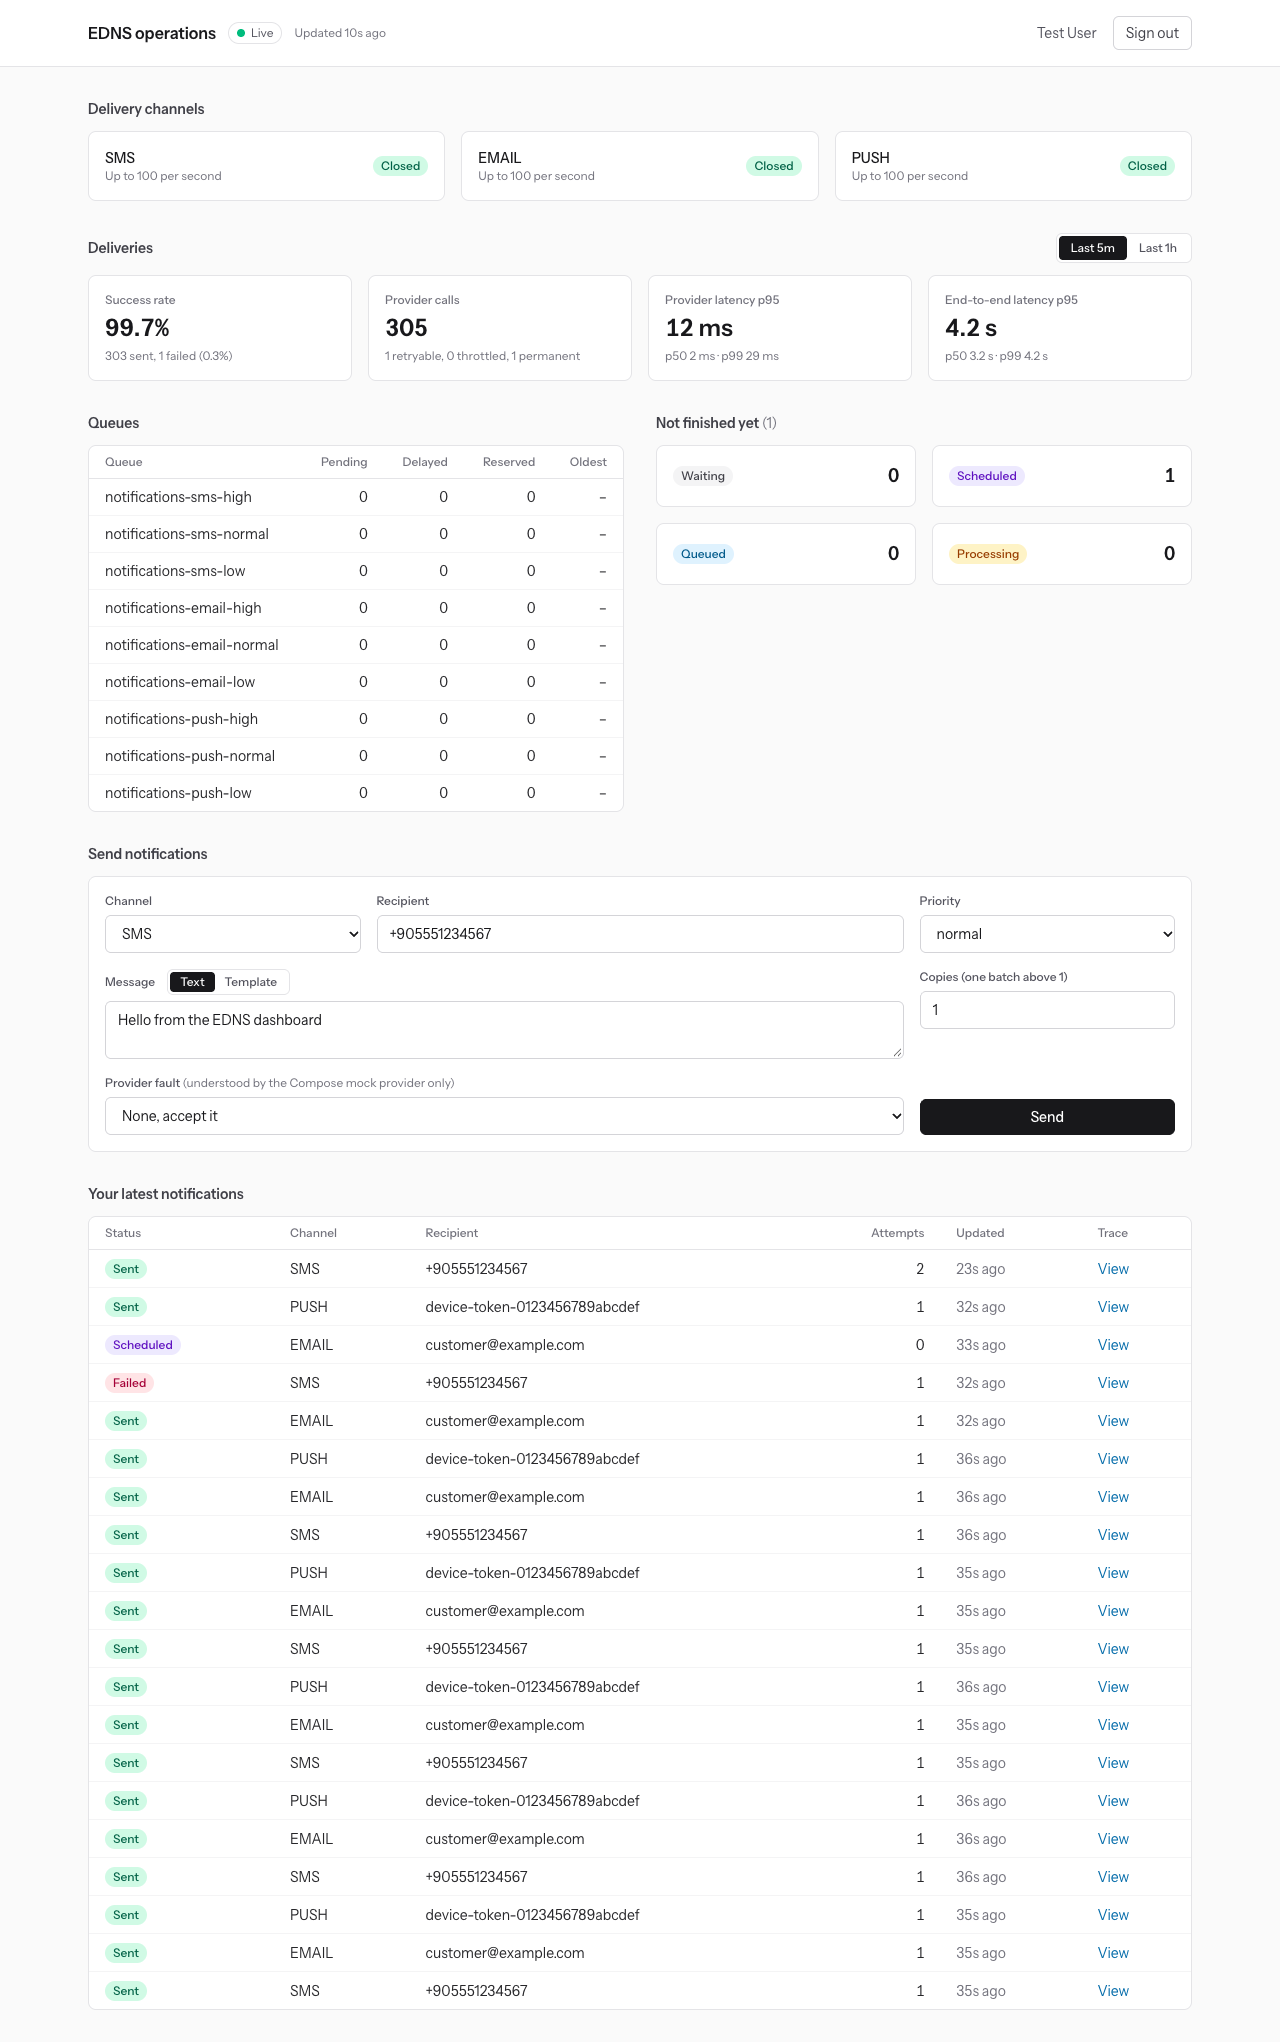 EDNS operations Live Updated 10s ago Test User Sign out
Delivery channels
SMS
Up to 100 per second
Closed
EMAIL
Up to 100 per second
Closed
PUSH
Up to 100 per second
Closed
Deliveries Last 5m Last 1h
Success rate
99.7%
303 sent, 1 failed (0.3%)
Provider calls
305
1 retryable, 0 throttled, 1 permanent
Provider latency p95
12 ms
p50 2 ms · p99 29 ms
End-to-end latency p95
4.2 s
p50 3.2 s · p99 4.2 s
Queues
Queue Pending Delayed Reserved Oldest
notifications-sms-high 0 0 0 –
notifications-sms-normal 0 0 0 –
notifications-sms-low 0 0 0 –
notifications-email-high 0 0 0 –
notifications-email-normal 0 0 0 –
notifications-email-low 0 0 0 –
notifications-push-high 0 0 0 –
notifications-push-normal 0 0 0 –
notifications-push-low 0 0 0 –
Not finished yet (1)
Waiting 0
Scheduled 1
Queued 0
Processing 0
Send notifications
Channel
SMS
Recipient
+905551234567
Priority
normal
Message Text Template
Hello from the EDNS dashboard
Copies (one batch above 1)
1
Provider fault (understood by the Compose mock provider only)
None, accept it
Send
Your latest notifications
Status Channel Recipient Attempts Updated Trace
Sent SMS +905551234567 2 23s ago View
Sent PUSH device-token-0123456789abcdef 1 32s ago View
Scheduled EMAIL customer@example.com 0 33s ago View
Failed SMS +905551234567 1 32s ago View
Sent EMAIL customer@example.com 1 32s ago View
Sent PUSH device-token-0123456789abcdef 1 36s ago View
Sent EMAIL customer@example.com 1 36s ago View
Sent SMS +905551234567 1 36s ago View
Sent PUSH device-token-0123456789abcdef 1 35s ago View
Sent EMAIL customer@example.com 1 35s ago View
Sent SMS +905551234567 1 35s ago View
Sent PUSH device-token-0123456789abcdef 1 36s ago View
Sent EMAIL customer@example.com 1 35s ago View
Sent SMS +905551234567 1 35s ago View
Sent PUSH device-token-0123456789abcdef 1 36s ago View
Sent EMAIL customer@example.com 1 36s ago View
Sent SMS +905551234567 1 36s ago View
Sent PUSH device-token-0123456789abcdef 1 35s ago View
Sent EMAIL customer@example.com 1 35s ago View
Sent SMS +905551234567 1 35s ago View